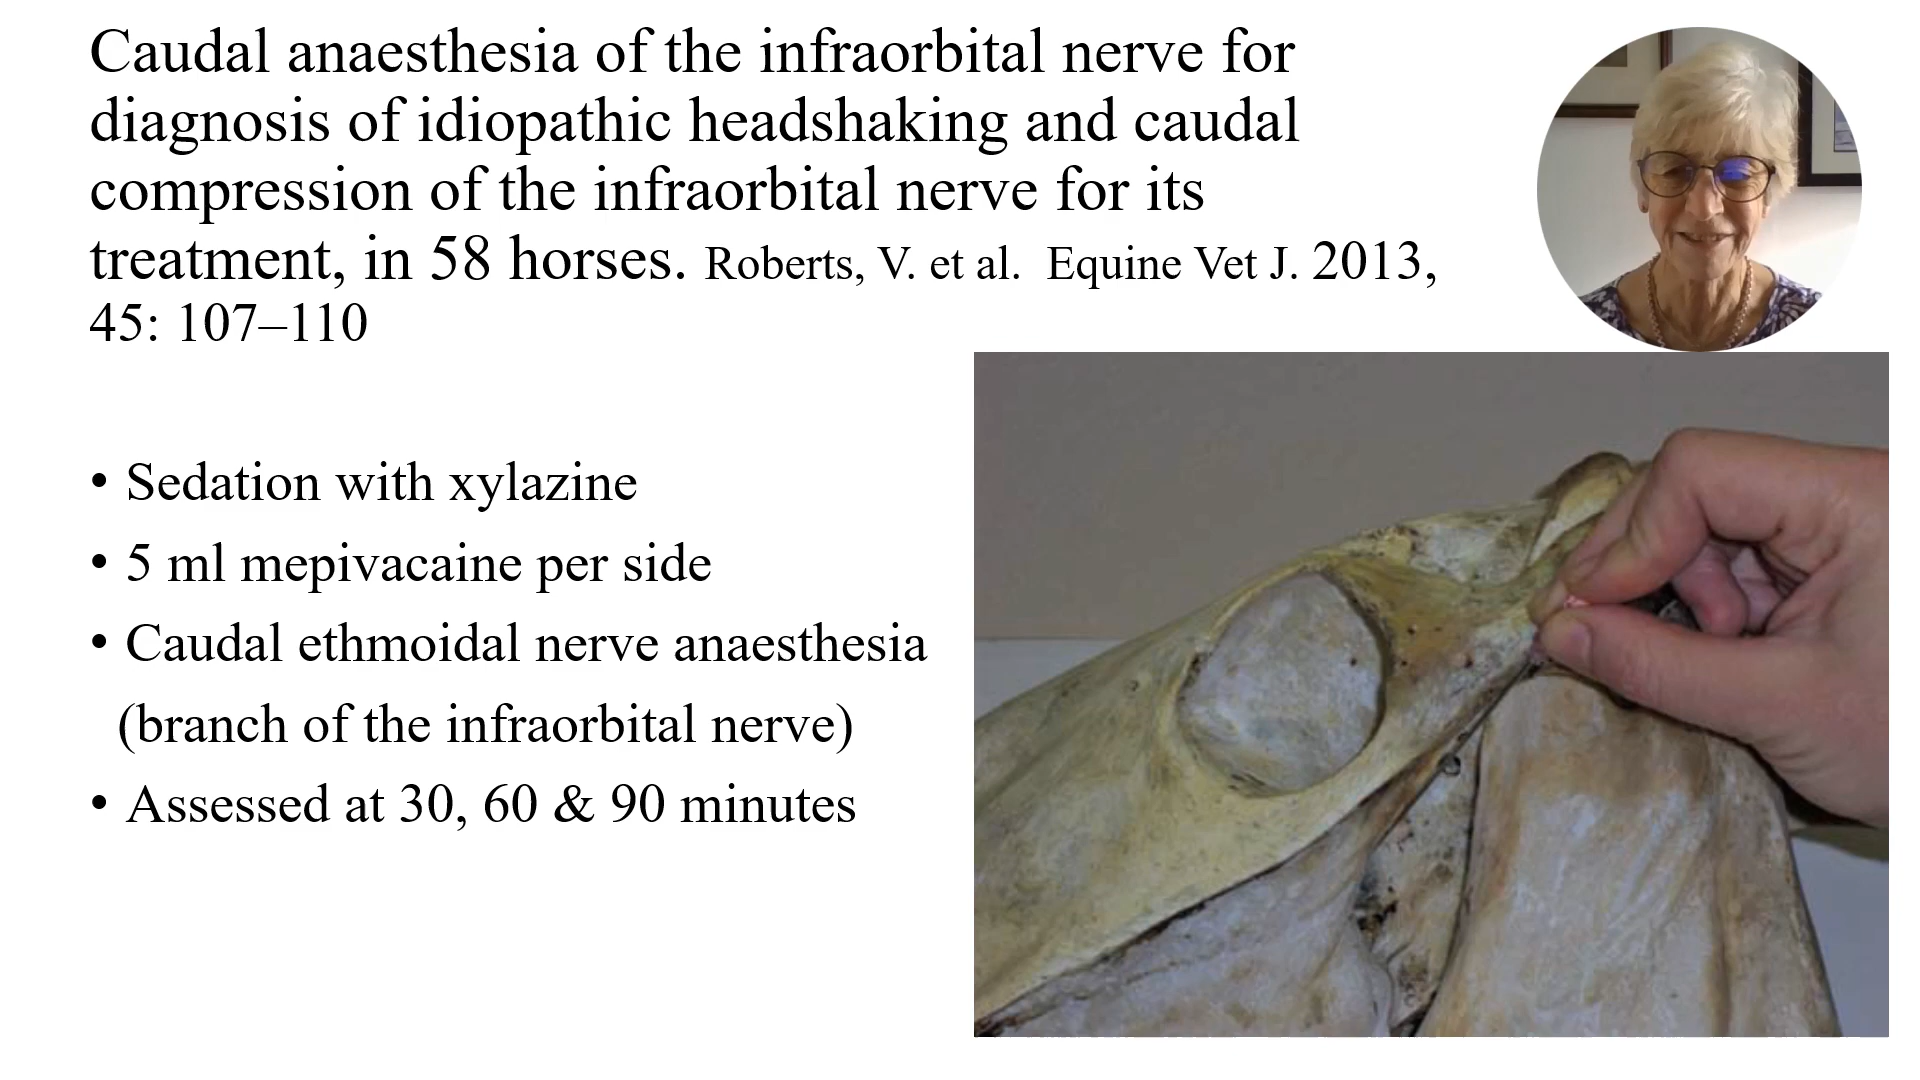 Caudal anaesthesia of the infraorbital nerve for
diagnosis of idiopathic headshaking and caudal
compression of the infraorbital nerve for its
treatment, in 58 horses. Roberts, V. et al.  Equine Vet J. 2013,
45: 107–110
• Sedation with xylazine
• 5 ml mepivacaine per side
• Caudal ethmoidal nerve anaesthesia
(branch of the infraorbital nerve)
• Assessed at 30, 60 & 90 minutes